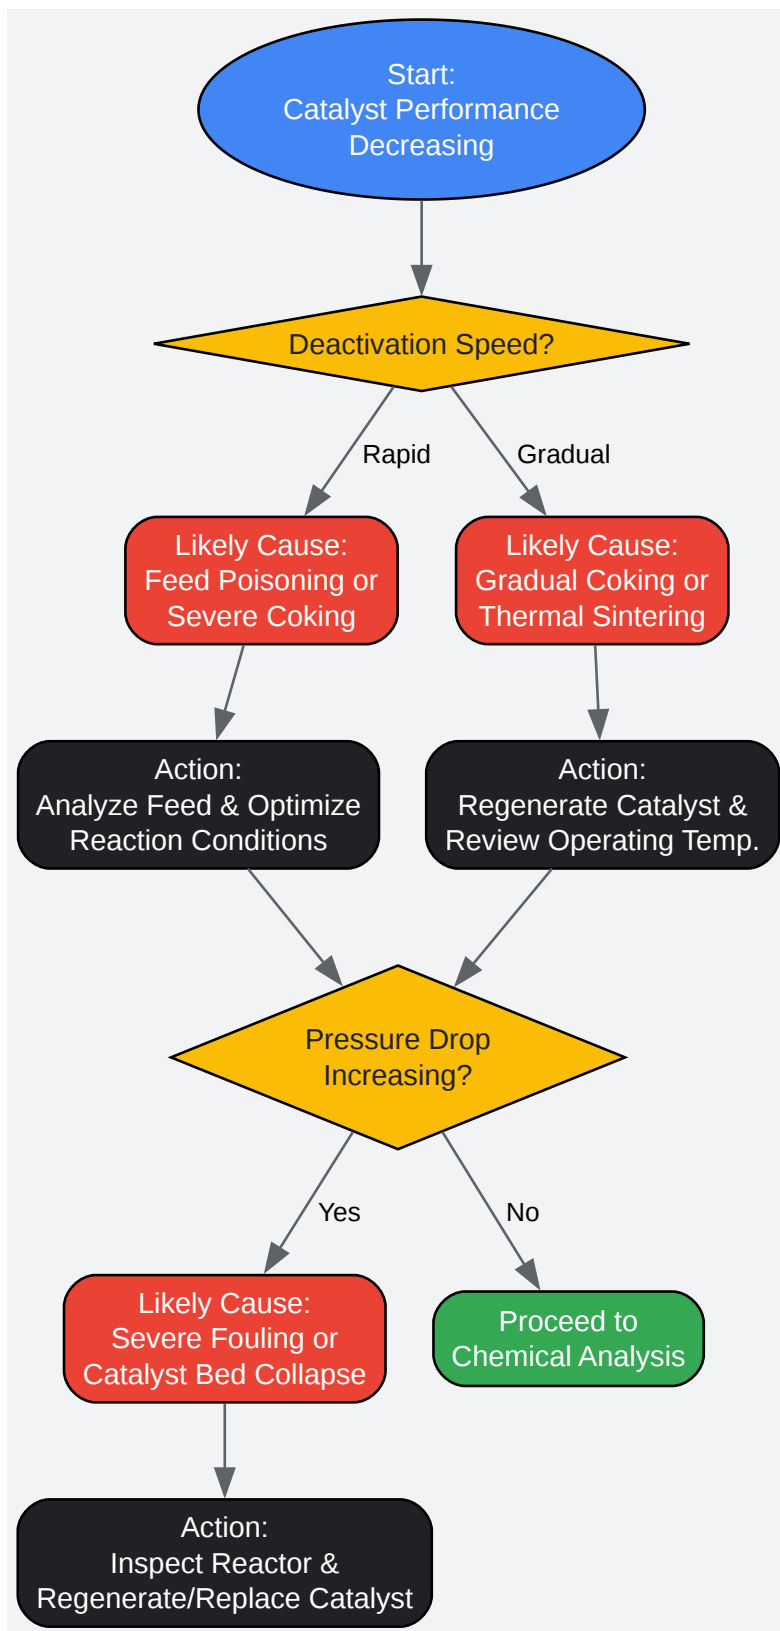 Start:
Catalyst Performance
Decreasing
Deactivation Speed?
Rapid
Gradual
Likely Cause:
Feed Poisoning or
Severe Coking
Likely Cause:
Gradual Coking or
Thermal Sintering
Action:
Analyze Feed & Optimize
Reaction Conditions
Action:
Regenerate Catalyst &
Review Operating Temp.
Pressure Drop
Increasing?
Yes
No
Likely Cause:
Severe Fouling or
Catalyst Bed Collapse
Proceed to
Chemical Analysis
Action:
Inspect Reactor &
Regenerate/Replace Catalyst